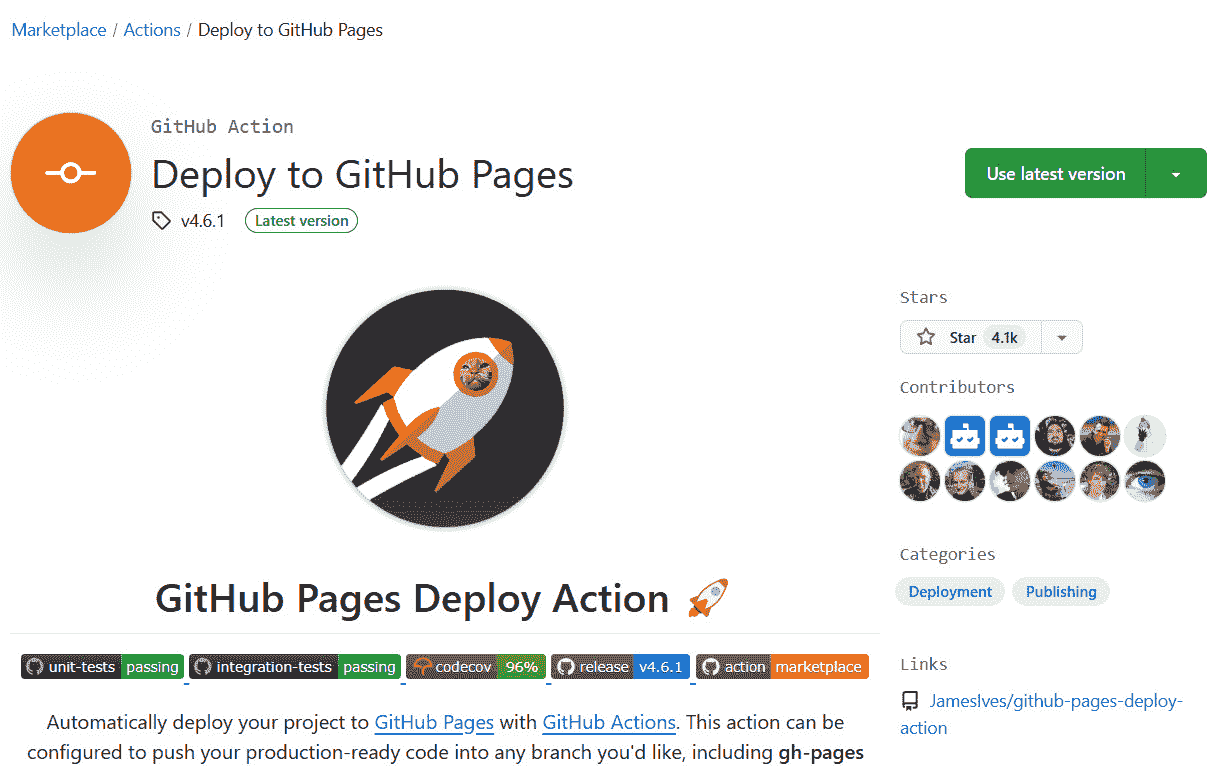 Marketplace / Actions / Deploy to GitHub Pages
GitHub Action
Deploy to GitHub Pages
v4.6.1 Latest version
Use latest version
Stars
Star 4.1k
Contributors
Categories
Deployment Publishing
Links
JamesIves/github-pages-deploy-
action
GitHub Pages Deploy Action 🚀
unit-tests passing integration-tests passing codecov 96% release v4.6.1 action marketplace
Automatically deploy your project to GitHub Pages with GitHub Actions. This action can be
configured to push your production-ready code into any branch you'd like, including gh-pages